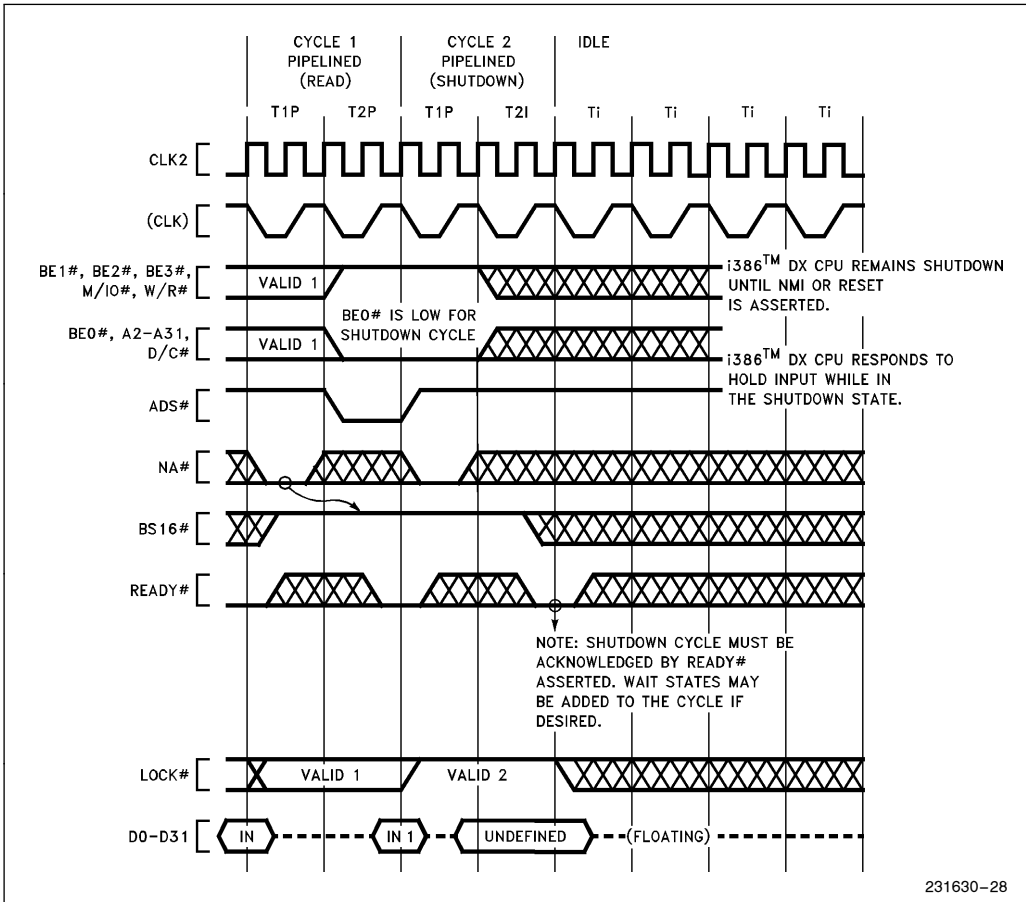 CYCLE 1
PIPELINED
(READ)
CYCLE 2
PIPELINED
(SHUTDOWN)
IDLE
T1P T2P T1P T2I Ti Ti Ti Ti
CLK2
(CLK)
BE1#, BE2#, BE3#,
M/IO#, W/R#
VALID 1
i386™ DX CPU REMAINS SHUTDOWN
UNTIL NMI OR RESET
IS ASSERTED.
BE0#, A2-A31,
D/C#
VALID 1
BE0# IS LOW FOR
SHUTDOWN CYCLE
i386™ DX CPU RESPONDS TO
HOLD INPUT WHILE IN
THE SHUTDOWN STATE.
ADS#
NA#
BS16#
READY#
NOTE: SHUTDOWN CYCLE MUST BE
ACKNOWLEDGED BY READY#
ASSERTED. WAIT STATES MAY
BE ADDED TO THE CYCLE IF
DESIRED.
LOCK#
VALID 1
VALID 2
D0-D31
IN
IN 1
UNDEFINED
(FLOATING)
231630-28